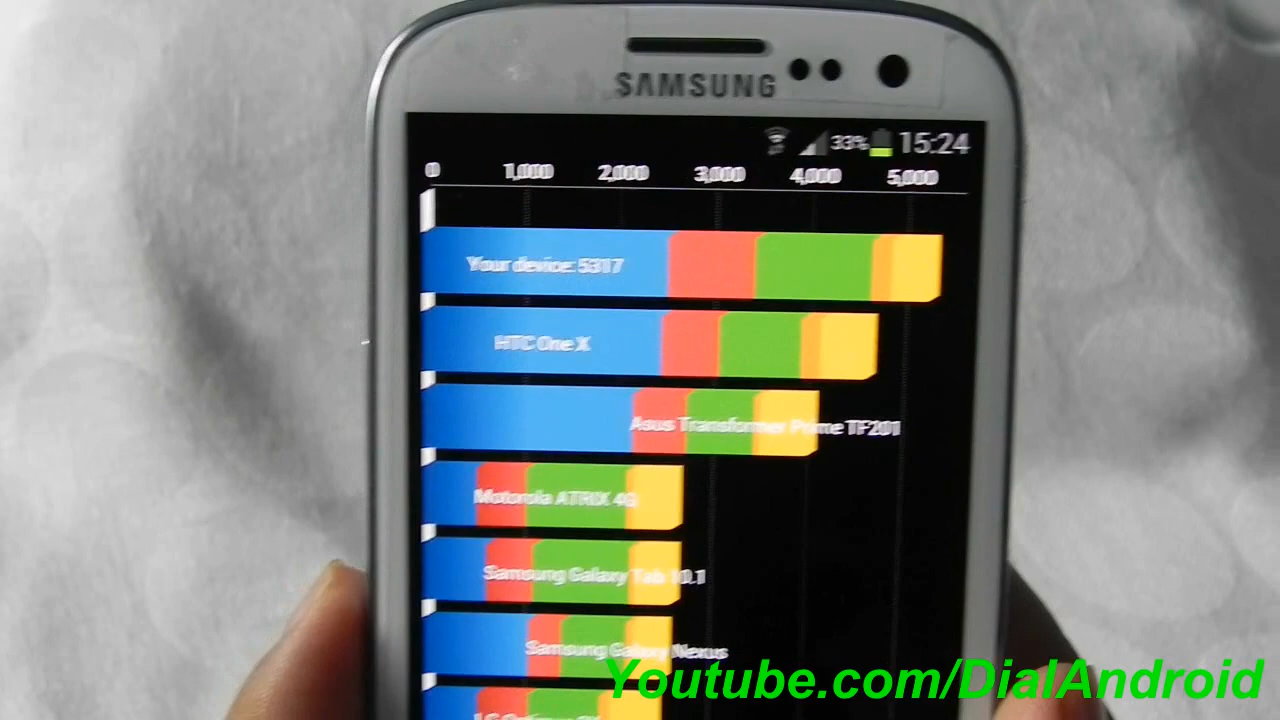 SAMSUNG
33% 15:24
0 1,000 2,000 3,000 4,000 5,000
Your device: 5317
HTC One X
Asus Transformer Prime TF201
Motorola ATRIX 4G
Samsung Galaxy Tab 10.1
Samsung Galaxy Nexus
Youtube.com/DialAndroid